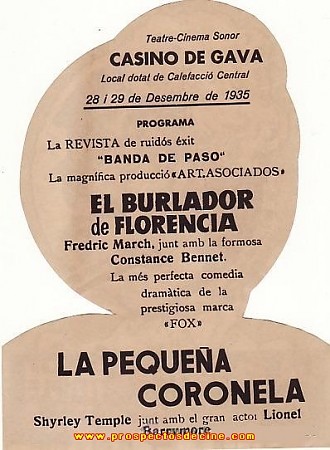 Teatre-Cínema Sonor
CASINO DE GAVA
Local dotat de Calefacció Central
28 i 29 de Desembre de 1935
PROGRAMA
La REVISTA de ruidós éxit
"BANDA DE PASO"
La magnífica producció «ART.ASOCIADOS»
EL BURLADOR
de FLORENCIA
Fredric March, junt amb la formosa
Constance Bennet.
La més perfecta comedia
dramàtica de la
prestigiosa marca
«FOX»
LA PEQUEÑA
CORONELA
Shyrley Temple junt amb el gran actor Lionel
Barrymore
www.prospectosdecine.com